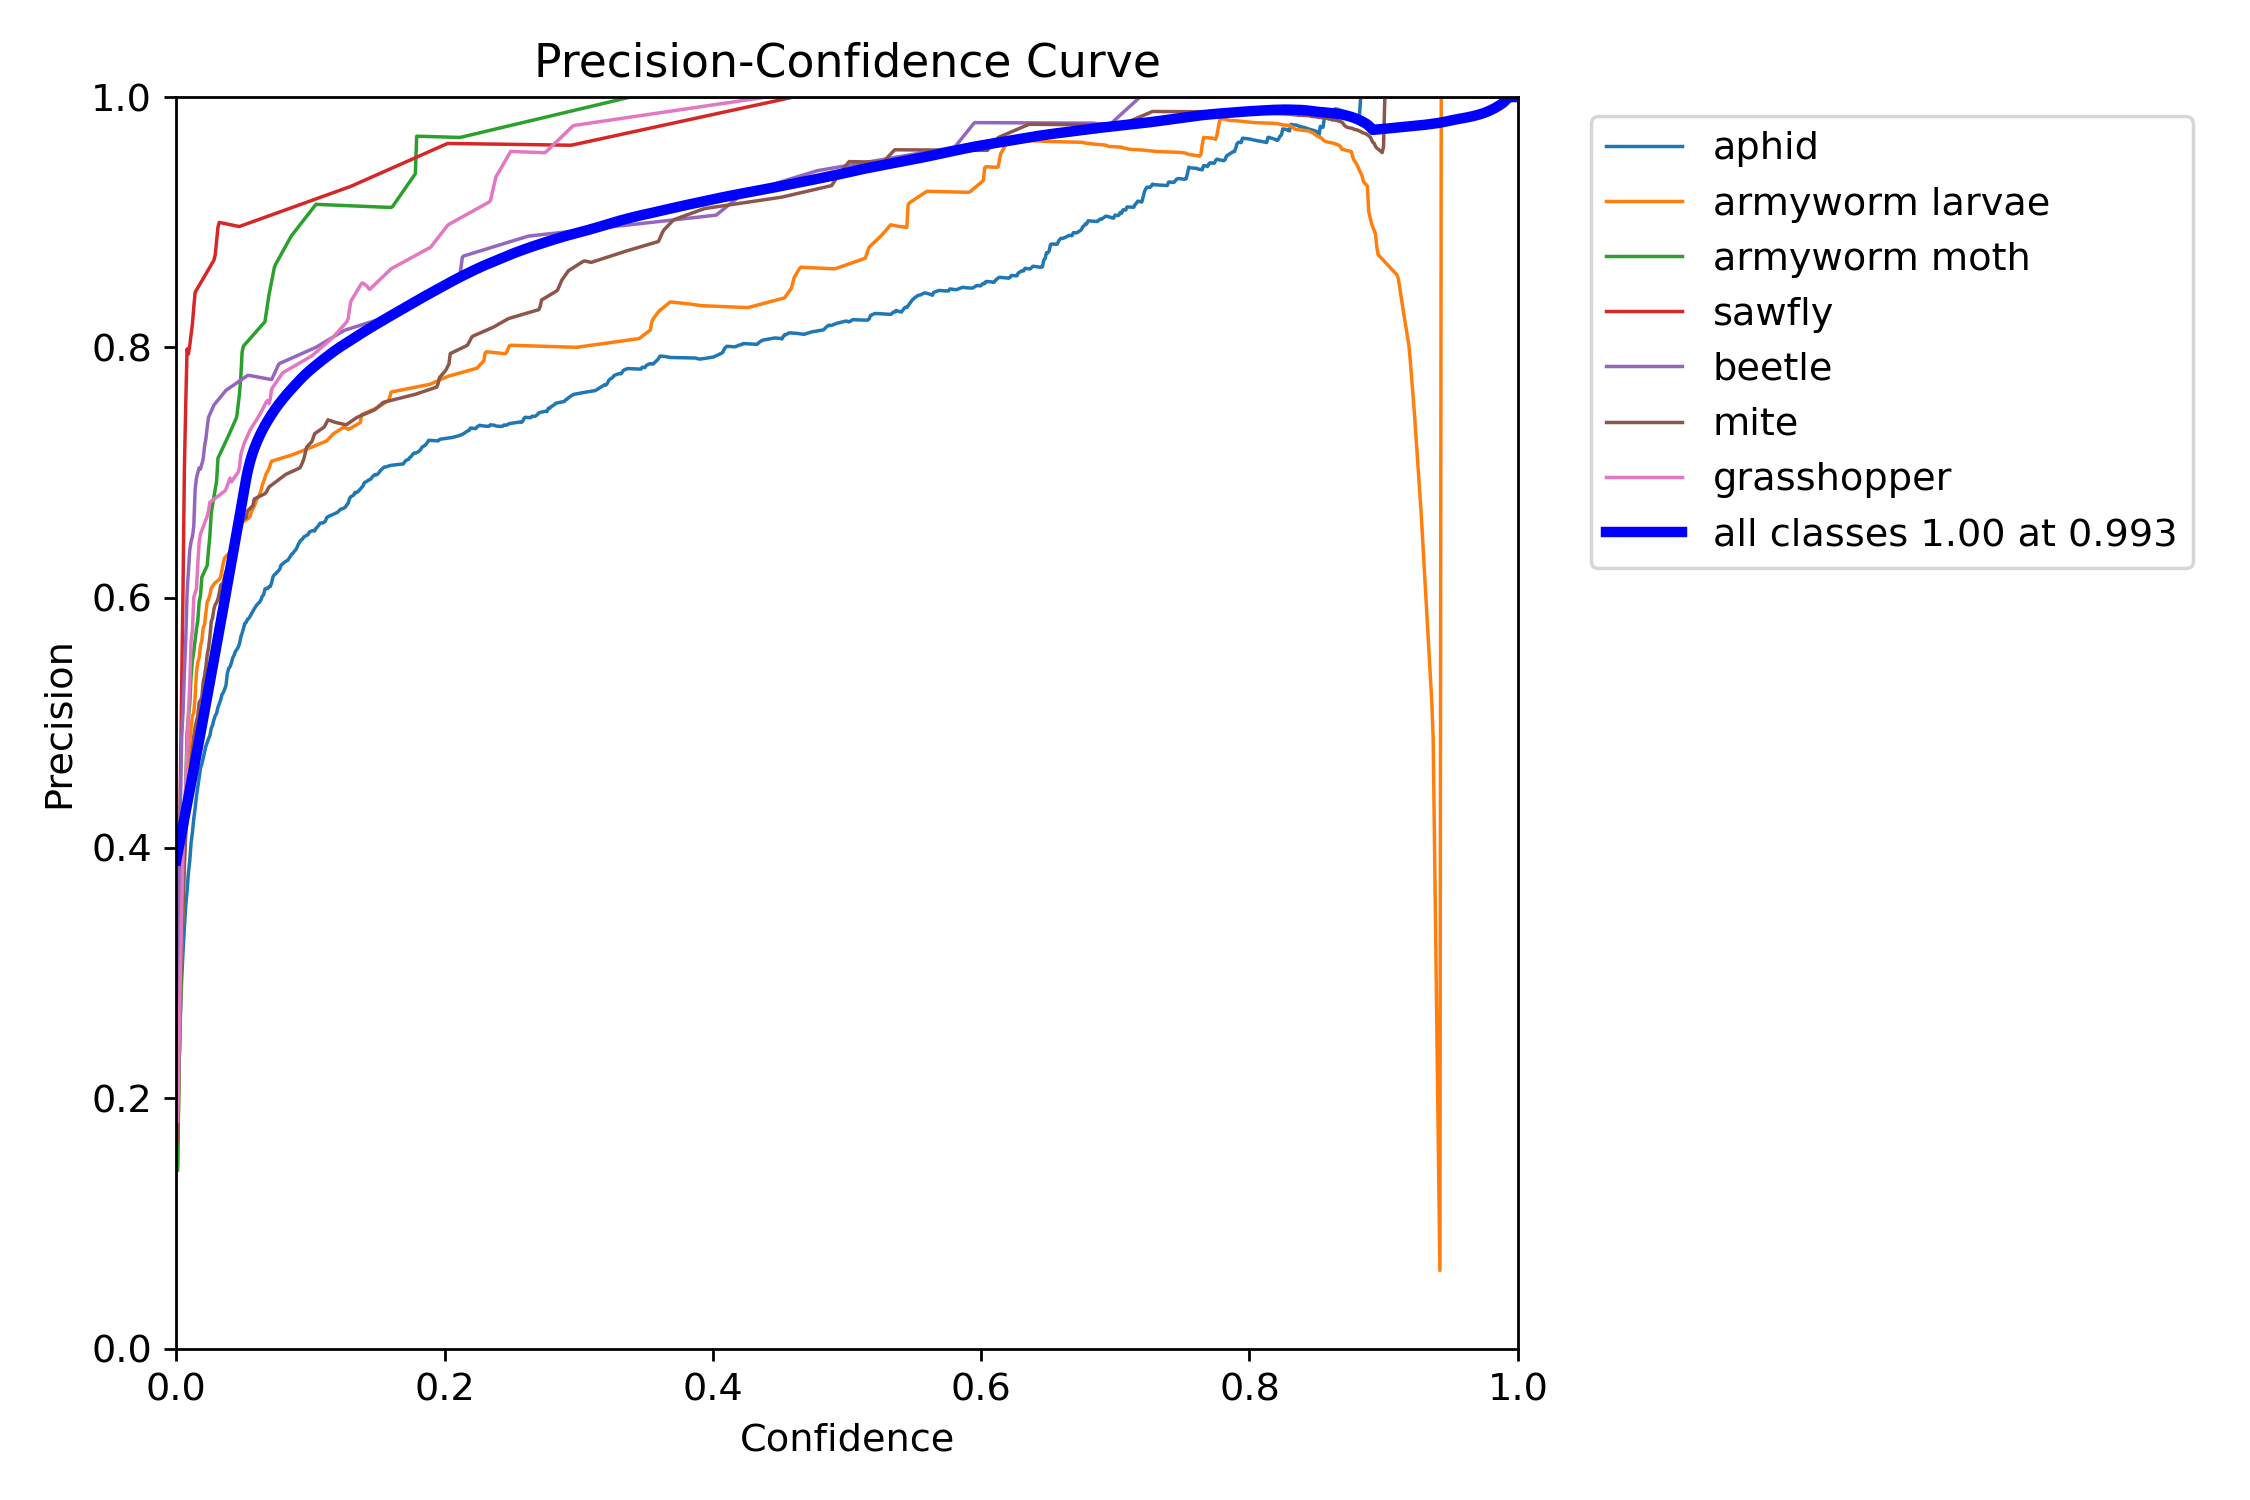 Precision-Confidence Curve
1.0
0.8
0.6
0.4
0.2
0.0
Precision
0.0 0.2 0.4 0.6 0.8 1.0
Confidence
aphid
armyworm larvae
armyworm moth
sawfly
beetle
mite
grasshopper
all classes 1.00 at 0.993